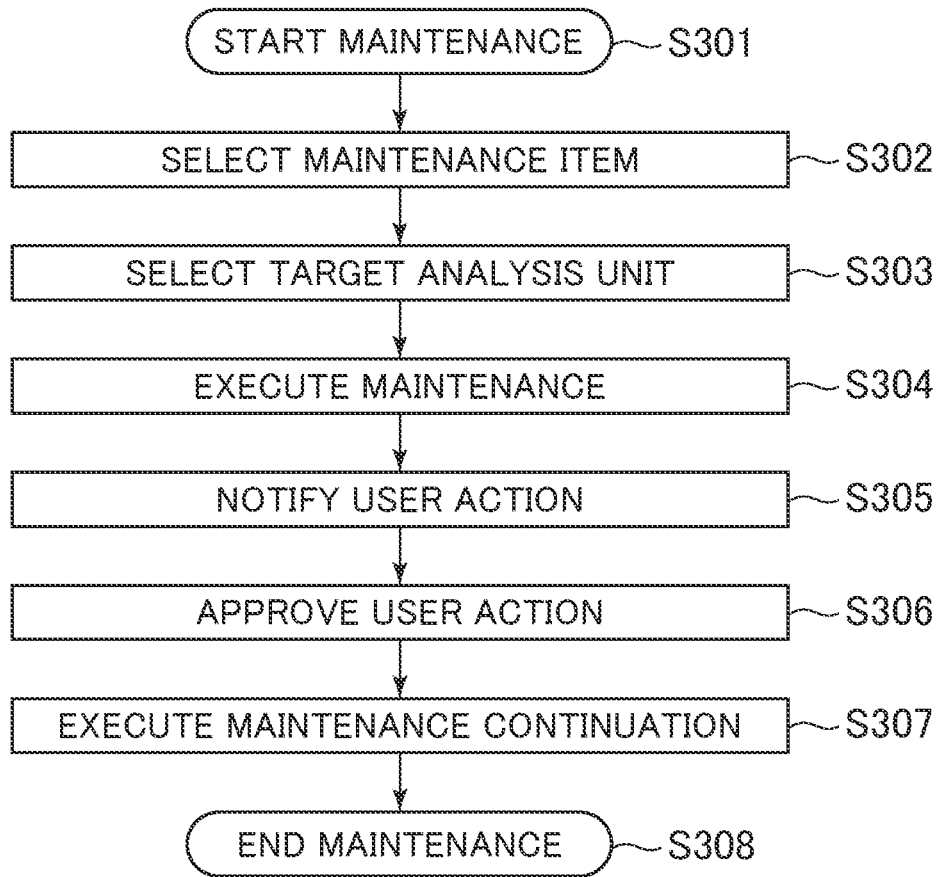 START MAINTENANCE S301
SELECT MAINTENANCE ITEM S302
SELECT TARGET ANALYSIS UNIT S303
EXECUTE MAINTENANCE S304
NOTIFY USER ACTION S305
APPROVE USER ACTION S306
EXECUTE MAINTENANCE CONTINUATION S307
END MAINTENANCE S308